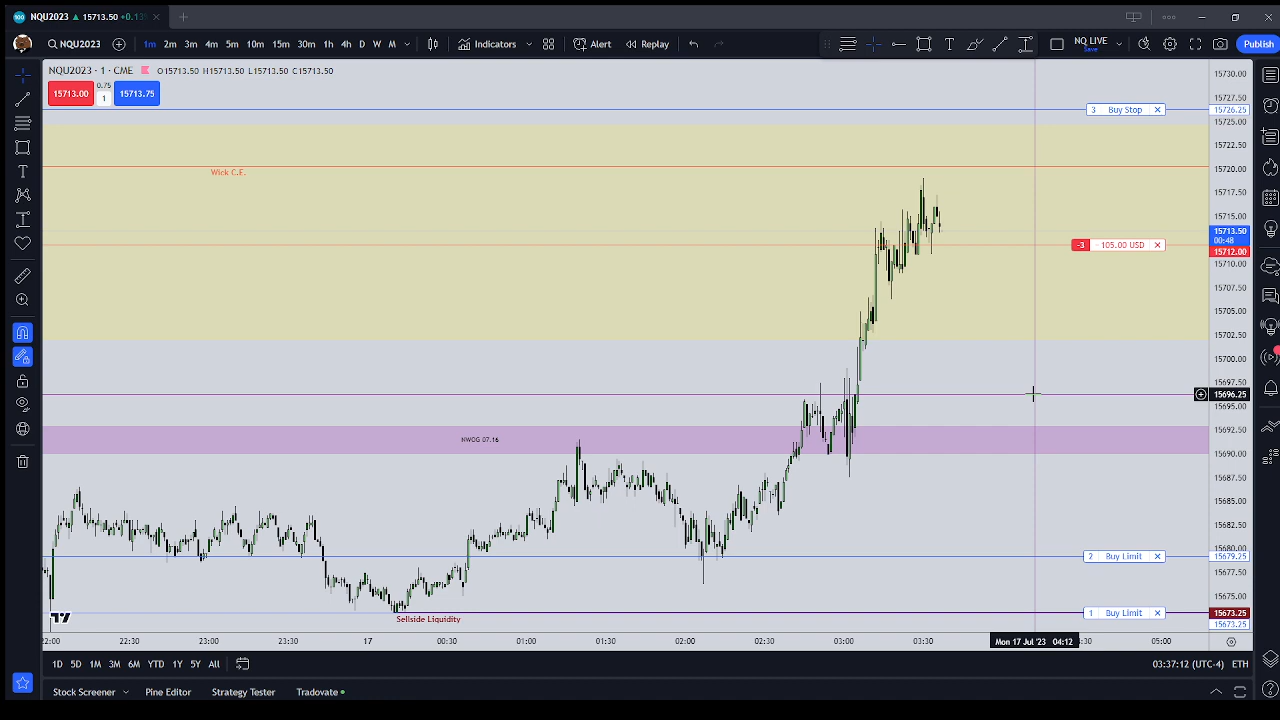 NQU2023 ▲ 15713.50 +0.13%
NQU2023 1m 2m 3m 4m 5m 10m 15m 30m 1h 4h D W M Indicators Alert Replay NQ LIVE Save Publish
NQU2023 · 1 · CME O15713.50 H15713.50 L15713.50 C15713.50
15713.00 0.75 1 15713.75
15730.00
15727.50
3 Buy Stop 15726.25
15725.00
15722.50
15720.00
Wick C.E.
15717.50
15715.00
15713.50
00:48
-3 -105.00 USD
15712.00
15710.00
15707.50
15705.00
15702.50
15700.00
15697.50
15696.25
15695.00
15692.50
NWOG 07.16
15690.00
15687.50
15685.00
15682.50
15680.00
2 Buy Limit 15679.25
15677.50
15675.00
1 Buy Limit 15673.25
Sellside Liquidity
15673.25
22:00 22:30 23:00 23:30 17 00:30 01:00 01:30 02:00 02:30 03:00 03:30 Mon 17 Jul '23 04:12 :30 05:00
1D 5D 1M 3M 6M YTD 1Y 5Y All 03:37:12 (UTC-4) ETH
Stock Screener Pine Editor Strategy Tester Tradovate